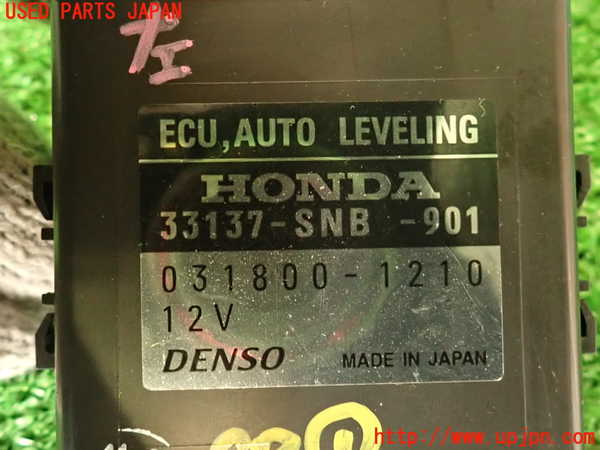 USED PARTS JAPAN
ECU, AUTO LEVELING
HONDA
33137-SNB -901
031800-1210
12V
DENSO MADE IN JAPAN
http://www.upjpn.com/